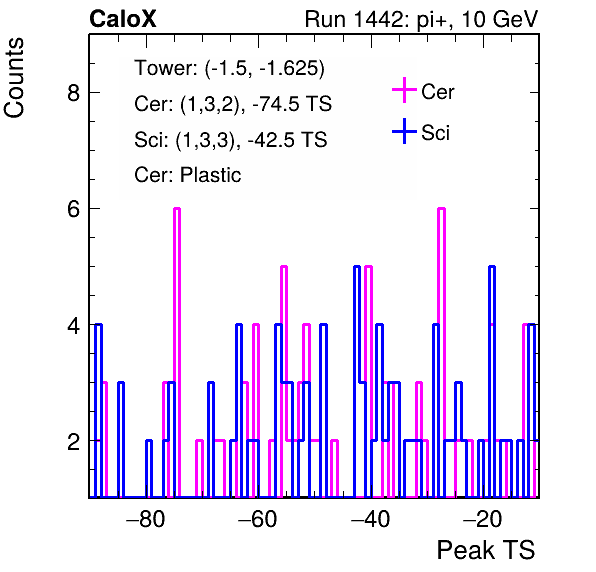 CaloX Run 1442: pi+, 10 GeV
Counts
Tower: (-1.5, -1.625)
Cer: (1,3,2), -74.5 TS
Sci: (1,3,3), -42.5 TS
Cer: Plastic
Cer
Sci
8
6
4
2
−80 −60 −40 −20
Peak TS